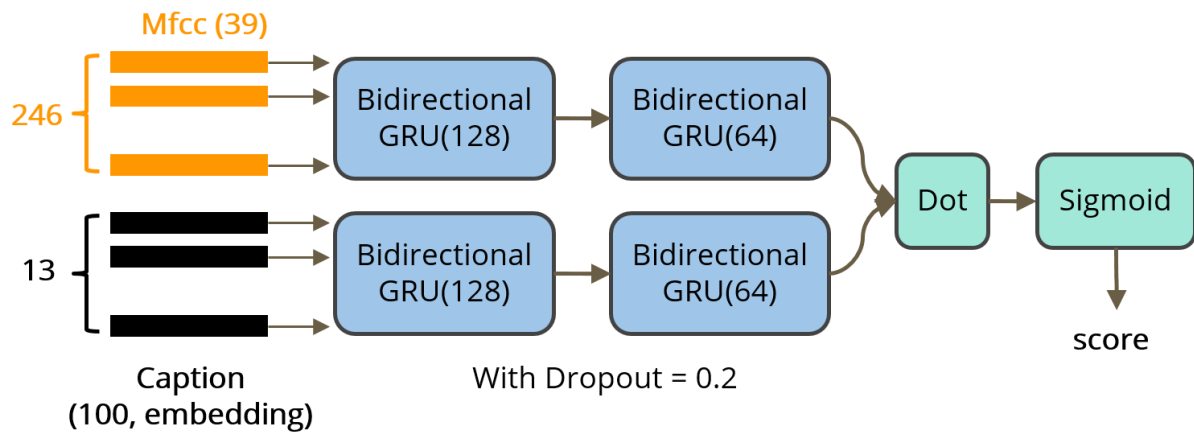 Mfcc (39)
246
Bidirectional
GRU(128)
Bidirectional
GRU(64)
Dot
Sigmoid
13
Bidirectional
GRU(128)
Bidirectional
GRU(64)
score
Caption
(100, embedding)
With Dropout = 0.2